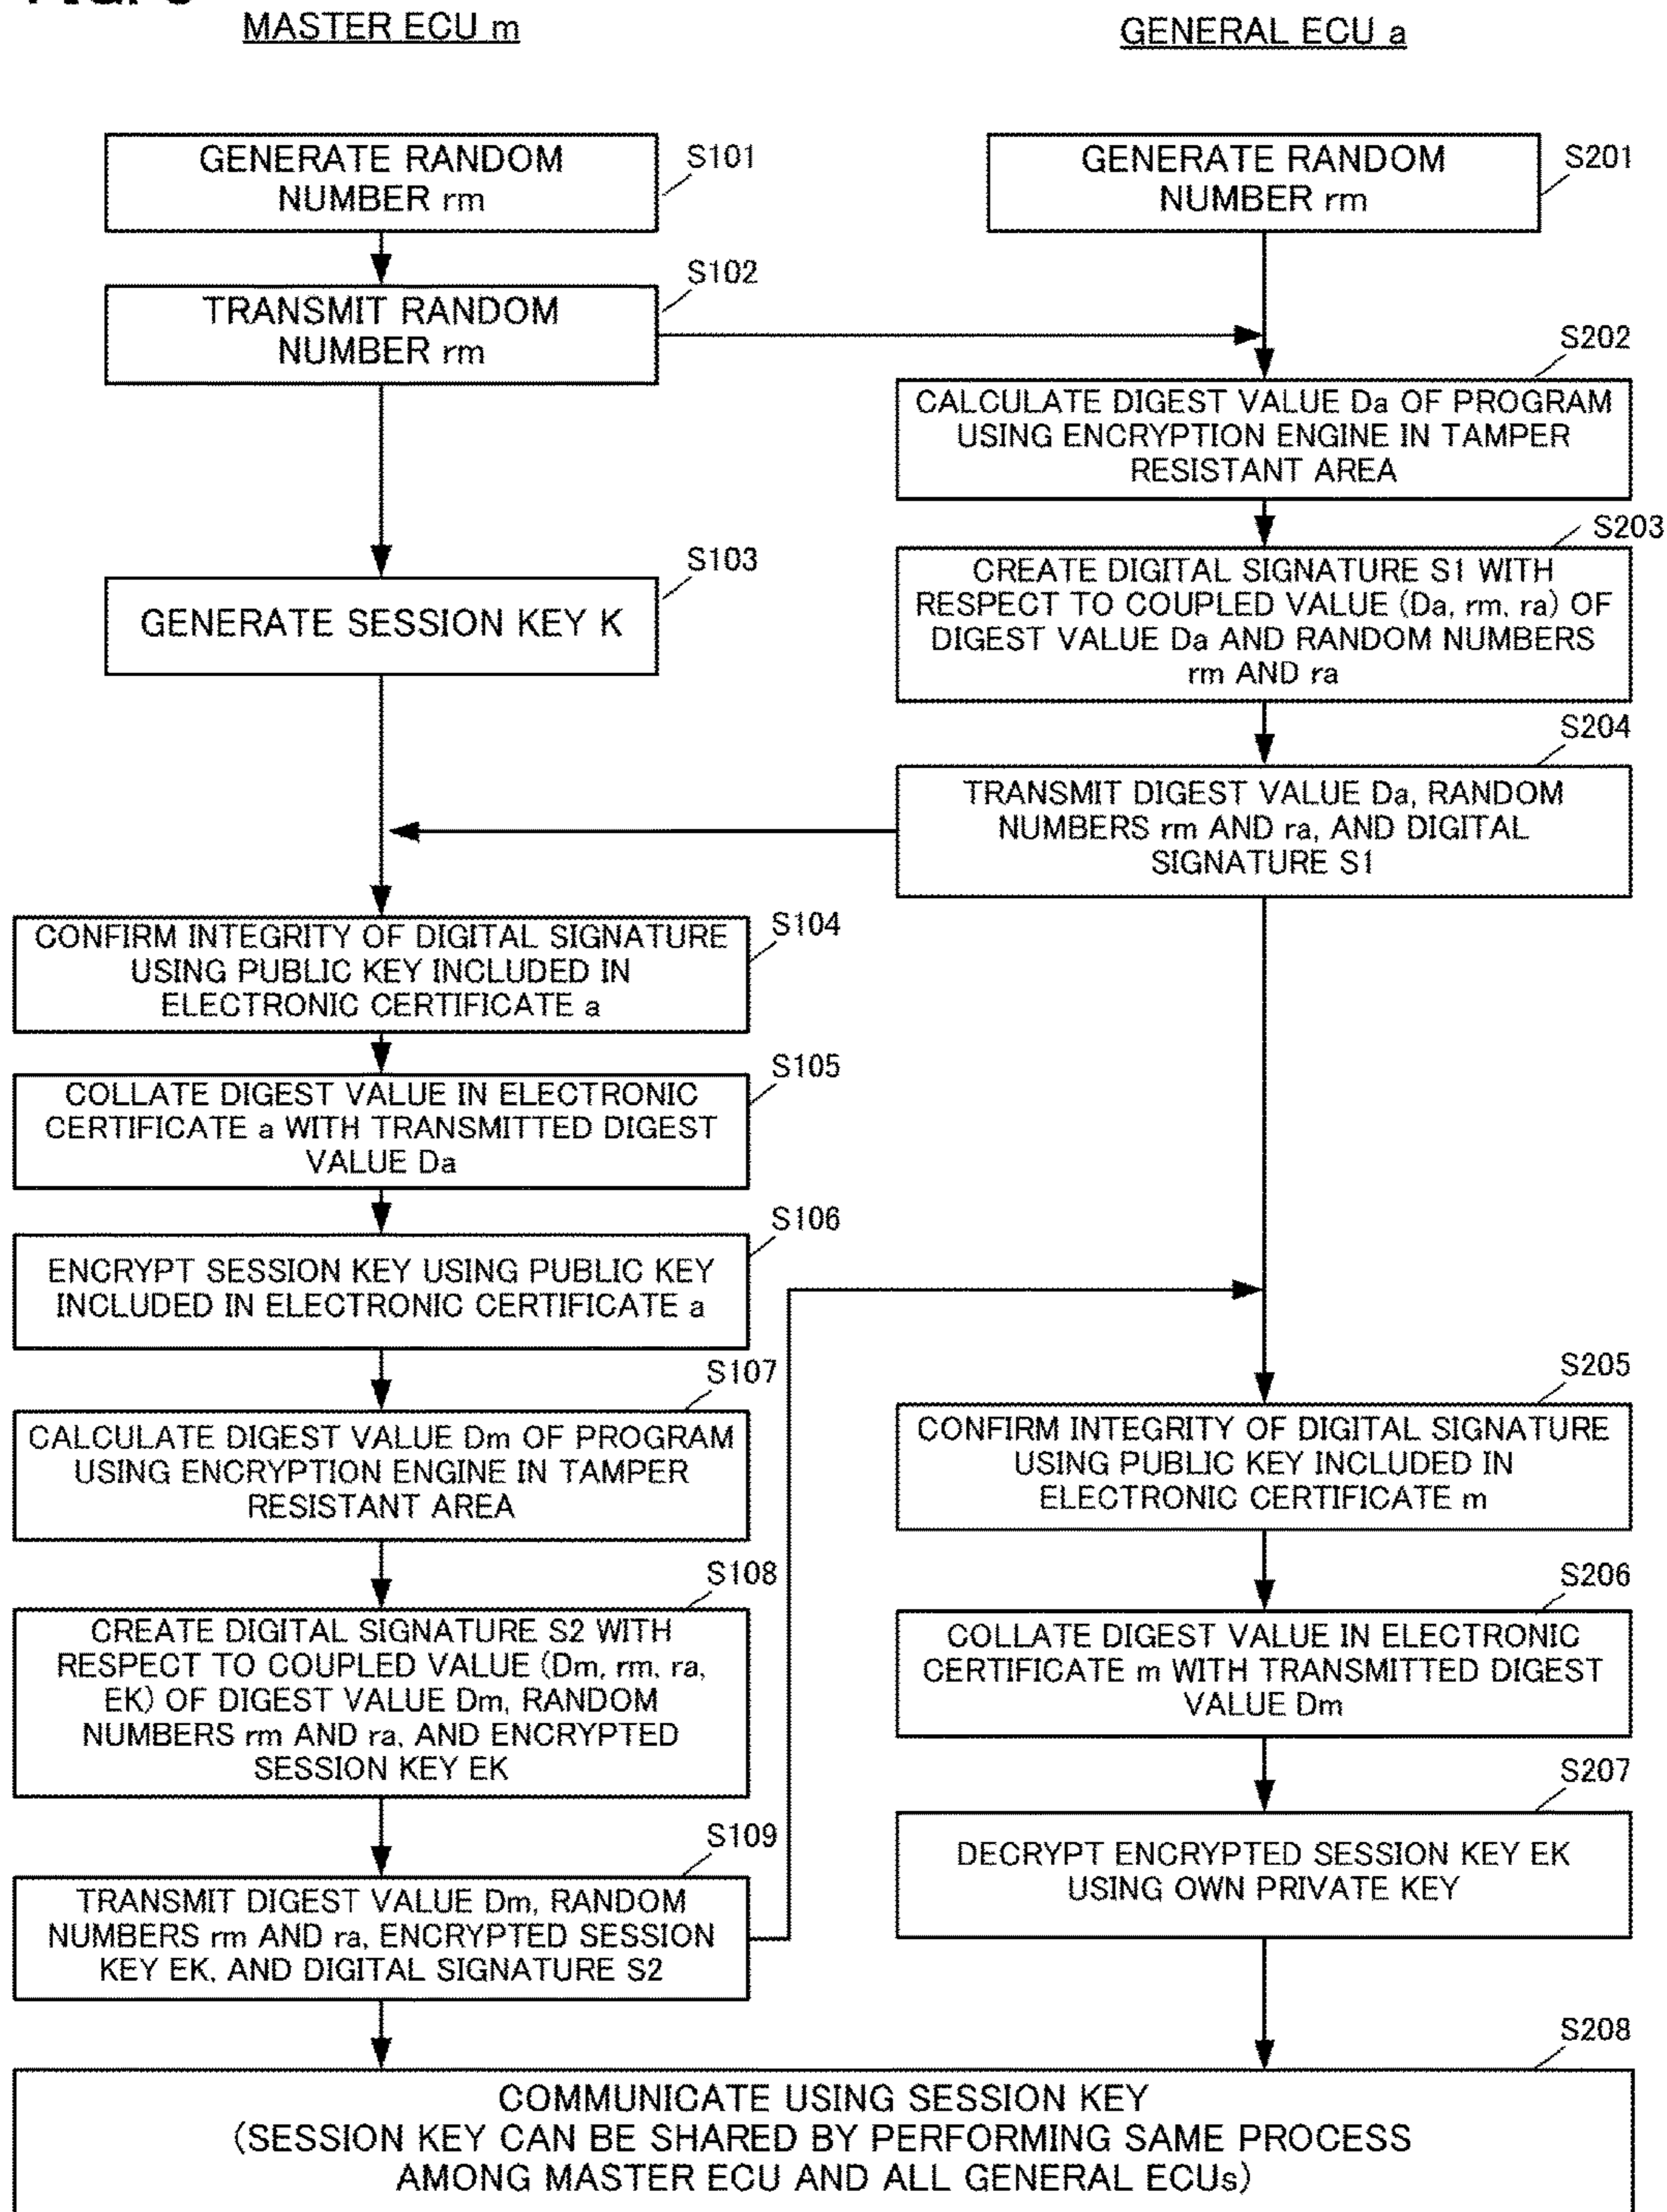 MASTER ECU m
GENERAL ECU a
GENERATE RANDOM
NUMBER rm
S101
GENERATE RANDOM
NUMBER rm
S201
TRANSMIT RANDOM
NUMBER rm
S102
CALCULATE DIGEST VALUE Da OF PROGRAM
USING ENCRYPTION ENGINE IN TAMPER
RESISTANT AREA
S202
GENERATE SESSION KEY K
S103
CREATE DIGITAL SIGNATURE S1 WITH
RESPECT TO COUPLED VALUE (Da, rm, ra) OF
DIGEST VALUE Da AND RANDOM NUMBERS
rm AND ra
S203
TRANSMIT DIGEST VALUE Da, RANDOM
NUMBERS rm AND ra, AND DIGITAL
SIGNATURE S1
S204
CONFIRM INTEGRITY OF DIGITAL SIGNATURE
USING PUBLIC KEY INCLUDED IN
ELECTRONIC CERTIFICATE a
S104
COLLATE DIGEST VALUE IN ELECTRONIC
CERTIFICATE a WITH TRANSMITTED DIGEST
VALUE Da
S105
ENCRYPT SESSION KEY USING PUBLIC KEY
INCLUDED IN ELECTRONIC CERTIFICATE a
S106
CALCULATE DIGEST VALUE Dm OF PROGRAM
USING ENCRYPTION ENGINE IN TAMPER
RESISTANT AREA
S107
CONFIRM INTEGRITY OF DIGITAL SIGNATURE
USING PUBLIC KEY INCLUDED IN
ELECTRONIC CERTIFICATE m
S205
CREATE DIGITAL SIGNATURE S2 WITH
RESPECT TO COUPLED VALUE (Dm, rm, ra,
EK) OF DIGEST VALUE Dm, RANDOM
NUMBERS rm AND ra, AND ENCRYPTED
SESSION KEY EK
S108
COLLATE DIGEST VALUE IN ELECTRONIC
CERTIFICATE m WITH TRANSMITTED DIGEST
VALUE Dm
S206
TRANSMIT DIGEST VALUE Dm, RANDOM
NUMBERS rm AND ra, ENCRYPTED SESSION
KEY EK, AND DIGITAL SIGNATURE S2
S109
DECRYPT ENCRYPTED SESSION KEY EK
USING OWN PRIVATE KEY
S207
COMMUNICATE USING SESSION KEY
(SESSION KEY CAN BE SHARED BY PERFORMING SAME PROCESS
AMONG MASTER ECU AND ALL GENERAL ECUs)
S208